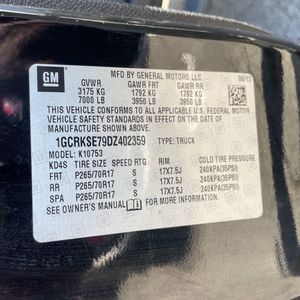 GM
MFD BY GENERAL MOTORS LLC
06/13
GVWR GAWR FRT GAWR RR
3175 KG 1792 KG 1792 KG
7000 LB 3950 LB 3950 LB
THIS VEHICLE CONFORMS TO ALL APPLICABLE U.S. FEDERAL MOTOR
VEHICLE SAFETY STANDARDS IN EFFECT ON THE DATE OF
MANUFACTURE SHOWN ABOVE.
1GCRKSE79DZ402359 TYPE: TRUCK
MODEL: K10753
KD4S TIRE SIZE SPEED RTG RIM COLD TIRE PRESSURE
FRT P265/70R17 S 17X7.5J 240KPA(35PSI)
RR P265/70R17 S 17X7.5J 240KPA(35PSI)
SPA P265/70R17 S 17X7.5J 240KPA(35PSI)
SEE OWNER'S MANUAL FOR ADDITIONAL INFORMATION.